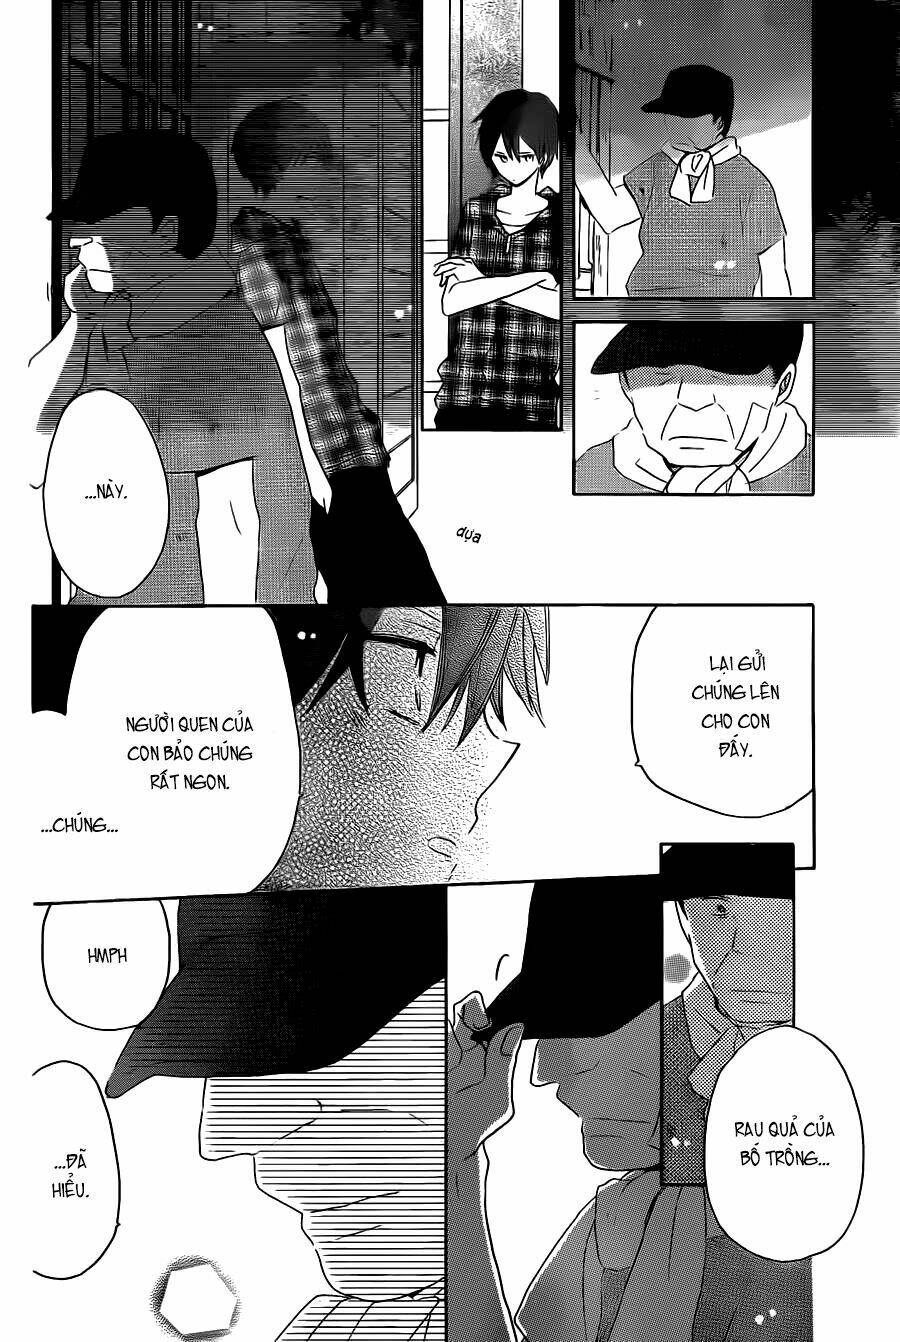 dựa
...NÀY.
LẠI GỬI
CHÚNG LÊN
CHO CON
ĐẤY.
NGƯỜI QUEN CỦA
CON BẢO CHÚNG
RẤT NGON.
...CHÚNG...
RAU QUẢ CỦA
BỐ TRỒNG...
HMPH
...ĐÃ
HIỂU.